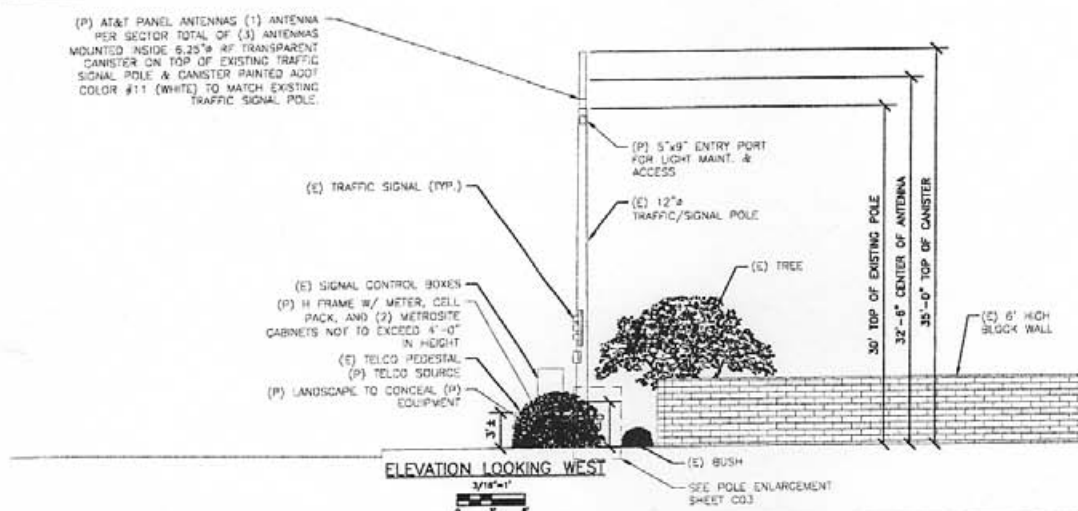 (P) AT&T PANEL ANTENNAS (1) ANTENNA
PER SECTOR TOTAL OF (3) ANTENNAS
MOUNTED INSIDE 6.25"ø RF TRANSPARENT
CANISTER ON TOP OF EXISTING TRAFFIC
SIGNAL POLE & CANISTER PAINTED ADOT
COLOR #11 (WHITE) TO MATCH EXISTING
TRAFFIC SIGNAL POLE.
(P) 5"x9" ENTRY PORT
FOR LIGHT MAINT. &
ACCESS
(E) TRAFFIC SIGNAL (TYP.)
(E) 12"ø
TRAFFIC/SIGNAL POLE
30' TOP OF EXISTING POLE
32'-6" CENTER OF ANTENNA
35'-0" TOP OF CANISTER
(E) TREE
(E) SIGNAL CONTROL BOXES
(P) H FRAME W/ METER, CELL
PACK, AND (2) METROSITE
CABINETS NOT TO EXCEED 4'-0"
IN HEIGHT
(E) TELCO PEDESTAL
(P) TELCO SOURCE
(P) LANDSCAPE TO CONCEAL (P)
EQUIPMENT
3'±
(E) 6' HIGH
BLOCK WALL
(E) BUSH
ELEVATION LOOKING WEST
3/16"=1'
SEE POLE ENLARGEMENT
SHEET C03